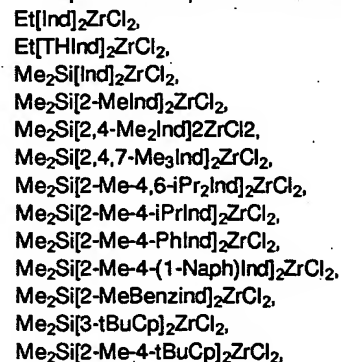 Et[Ind]₂ZrCl₂,
Et[THInd]₂ZrCl₂,
Me₂Si[Ind]₂ZrCl₂,
Me₂Si[2-MeInd]₂ZrCl₂,
Me₂Si[2,4-Me₂Ind]2ZrCl2,
Me₂Si[2,4,7-Me₃Ind]₂ZrCl₂,
Me₂Si[2-Me-4,6-iPr₂Ind]₂ZrCl₂,
Me₂Si[2-Me-4-iPrInd]₂ZrCl₂,
Me₂Si[2-Me-4-PhInd]₂ZrCl₂,
Me₂Si[2-Me-4-(1-Naph)Ind]₂ZrCl₂,
Me₂Si[2-MeBenzInd]₂ZrCl₂,
Me₂Si[3-tBuCp]₂ZrCl₂,
Me₂Si[2-Me-4-tBuCp]₂ZrCl₂,